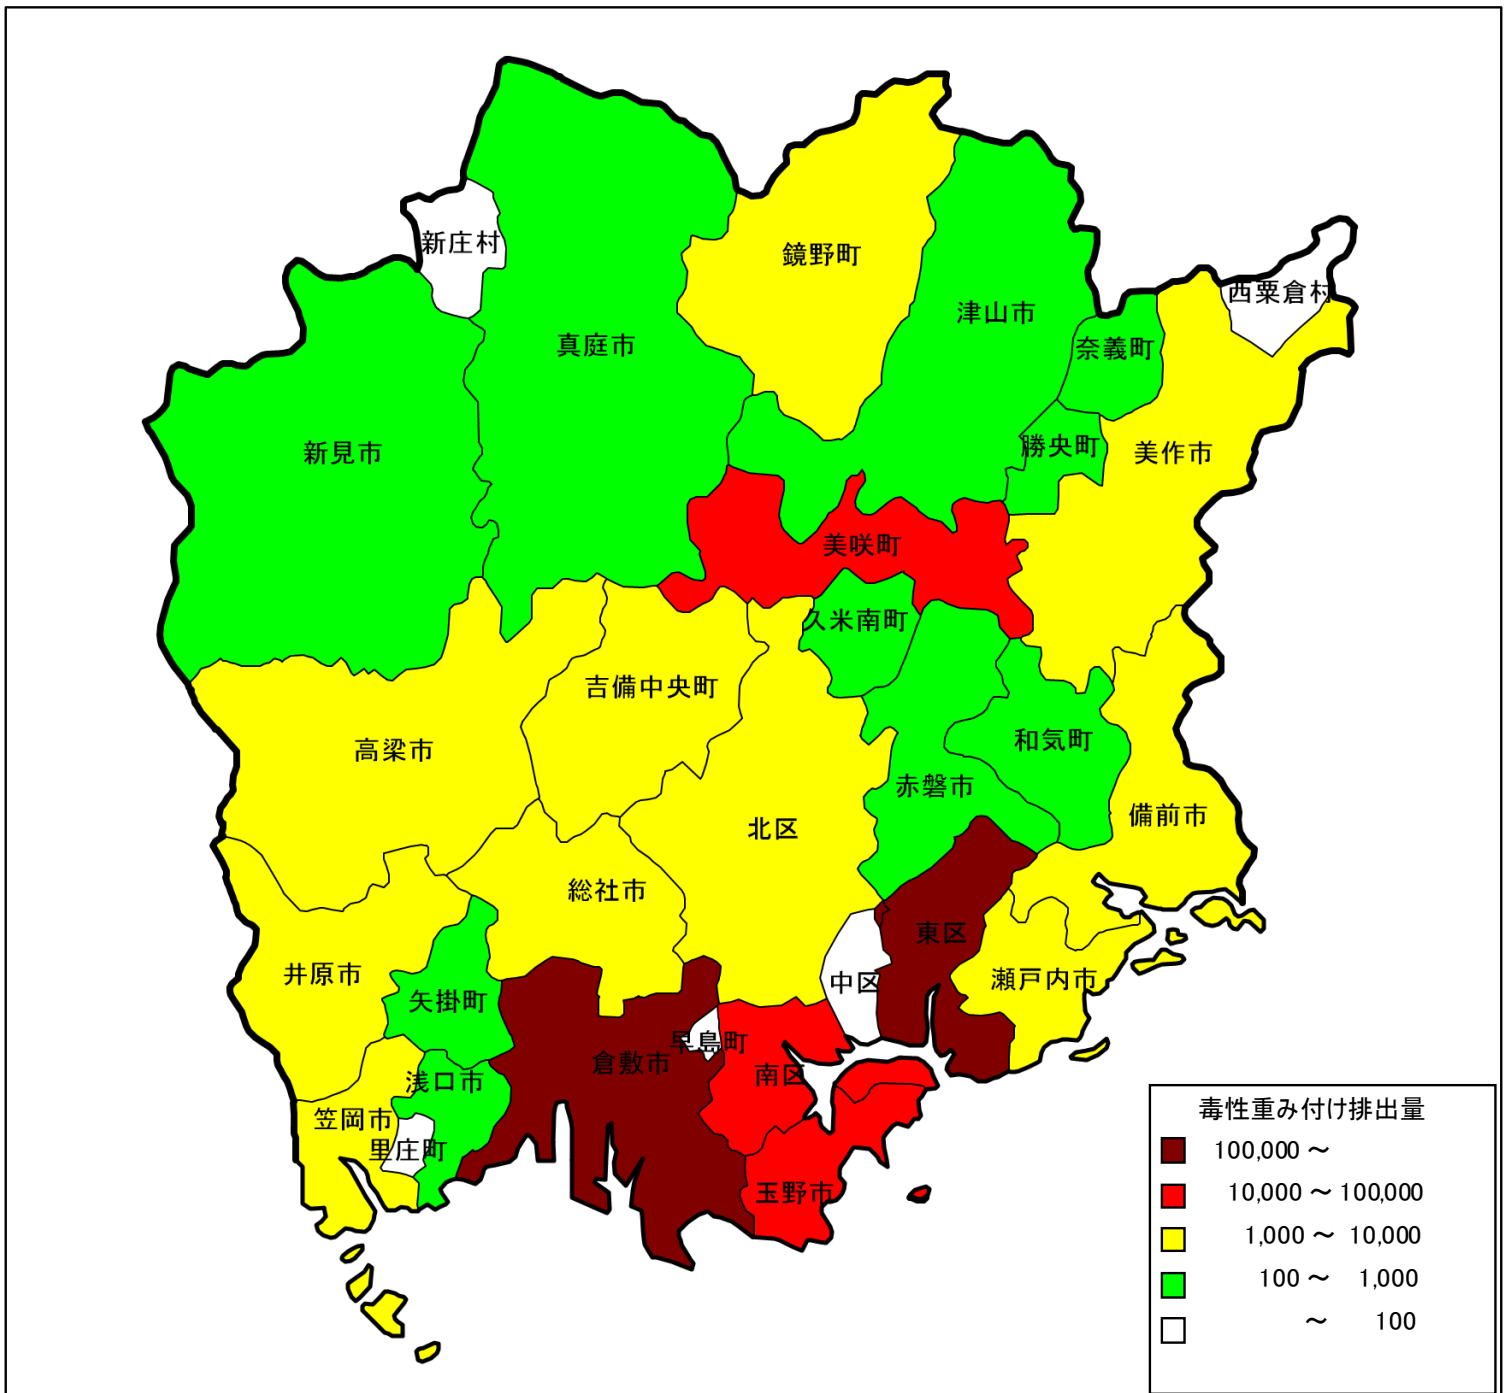 新庄村
鏡野町
西粟倉村
津山市
真庭市
奈義町
新見市
勝央町
美作市
美咲町
久米南町
吉備中央町
和気町
高梁市
赤磐市
備前市
北区
総社市
東区
井原市
中区
瀬戸内市
矢掛町
早島町
倉敷市
南区
浅口市
笠岡市
里庄町
玉野市
毒性重み付け排出量
100,000 ～
10,000 ～ 100,000
1,000 ～ 10,000
100 ～ 1,000
～ 100